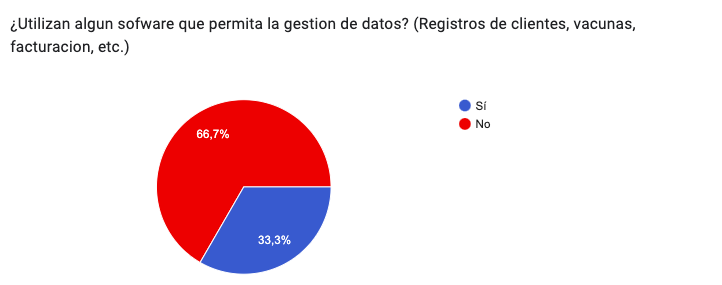 ¿Utilizan algun sofware que permita la gestion de datos? (Registros de clientes, vacunas,
facturacion, etc.)
Sí
No
66,7%
33,3%